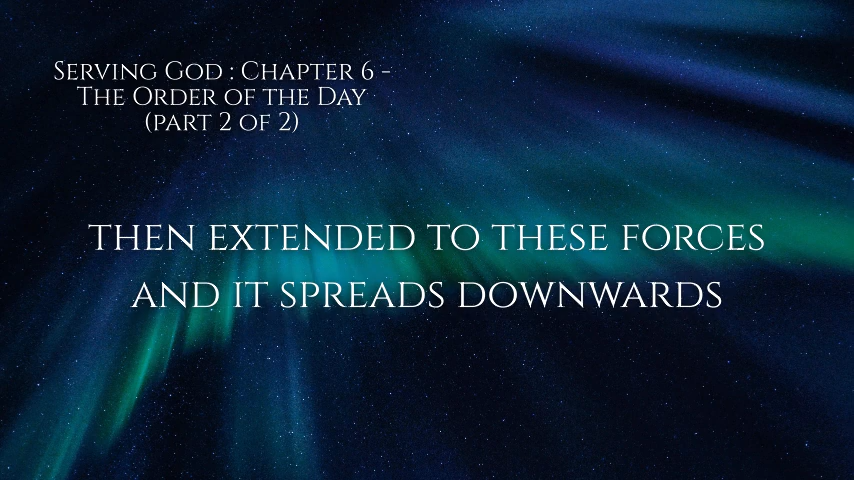 Serving God : Chapter 6 -
The Order of the Day
(part 2 of 2)
then extended to these forces
and it spreads downwards